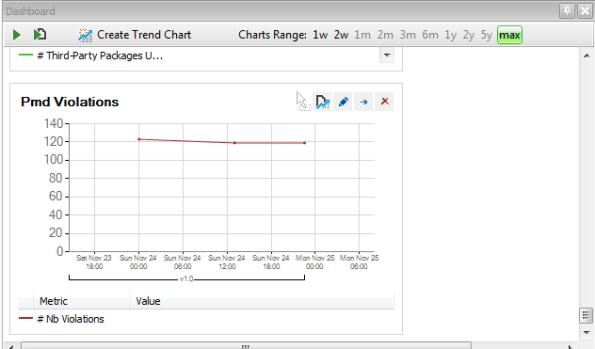 Dashboard
Create Trend Chart Charts Range: 1w 2w 1m 2m 3m 6m 1y 2y 5y max
# Third-Party Packages U...
Pmd Violations
140
120
100
80
60
40
20
0
Sat Nov 23 Sun Nov 24 Sun Nov 24 Sun Nov 24 Sun Nov 24 Mon Nov 25 Mon Nov 25
18:00 00:00 06:00 12:00 18:00 00:00 06:00
v1.0
Metric Value
# Nb Violations